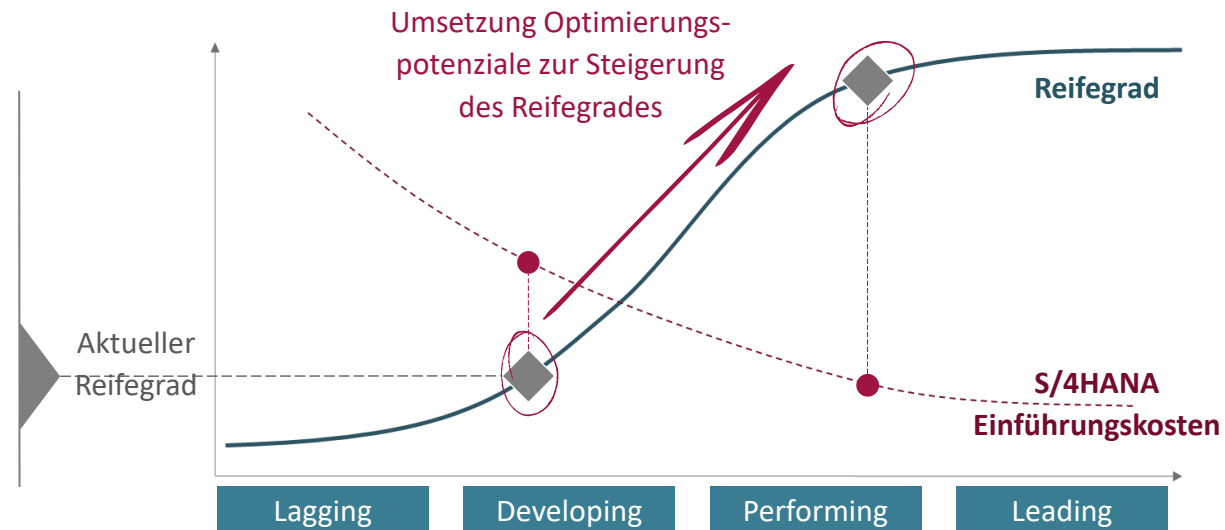 Umsetzung Optimierungs-
potenziale zur Steigerung
des Reifegrades
Reifegrad
Aktueller
Reifegrad
S/4HANA
Einführungskosten
Lagging
Developing
Performing
Leading